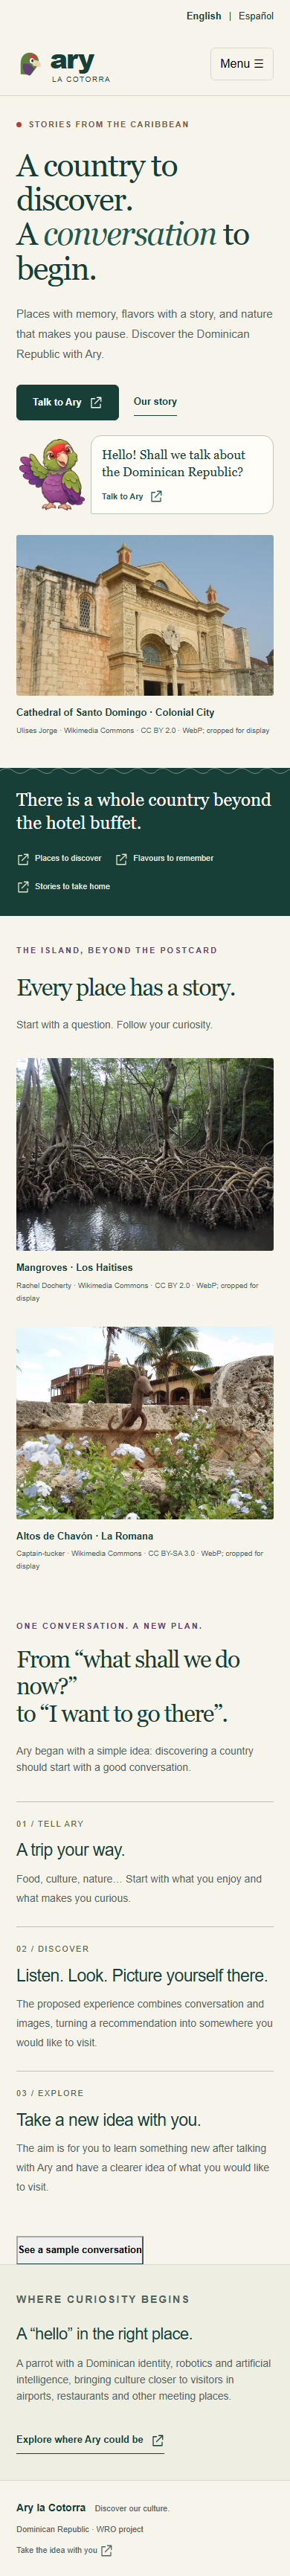 English | Español
ary
LA COTORRA
Menu ☰
STORIES FROM THE CARIBBEAN
A country to
discover.
A conversation to
begin.
Places with memory, flavors with a story, and nature
that makes you pause. Discover the Dominican
Republic with Ary.
Talk to Ary
Our story
Hello! Shall we talk about
the Dominican Republic?
Talk to Ary
Cathedral of Santo Domingo · Colonial City
Ulises Jorge · Wikimedia Commons · CC BY 2.0 · WebP; cropped for display
There is a whole country beyond
the hotel buffet.
Places to discover
Flavours to remember
Stories to take home
THE ISLAND, BEYOND THE POSTCARD
Every place has a story.
Start with a question. Follow your curiosity.
Mangroves · Los Haitises
Rachel Docherty · Wikimedia Commons · CC BY 2.0 · WebP; cropped for
display
Altos de Chavón · La Romana
Captain-tucker · Wikimedia Commons · CC BY-SA 3.0 · WebP; cropped for
display
ONE CONVERSATION. A NEW PLAN.
From “what shall we do
now?”
to “I want to go there”.
Ary began with a simple idea: discovering a country
should start with a good conversation.
01 / TELL ARY
A trip your way.
Food, culture, nature… Start with what you enjoy and
what makes you curious.
02 / DISCOVER
Listen. Look. Picture yourself there.
The proposed experience combines conversation and
images, turning a recommendation into somewhere you
would like to visit.
03 / EXPLORE
Take a new idea with you.
The aim is for you to learn something new after talking
with Ary and have a clearer idea of what you would like
to visit.
See a sample conversation
WHERE CURIOSITY BEGINS
A “hello” in the right place.
A parrot with a Dominican identity, robotics and artificial
intelligence, bringing culture closer to visitors in
airports, restaurants and other meeting places.
Explore where Ary could be
Ary la Cotorra Discover our culture.
Dominican Republic · WRO project
Take the idea with you